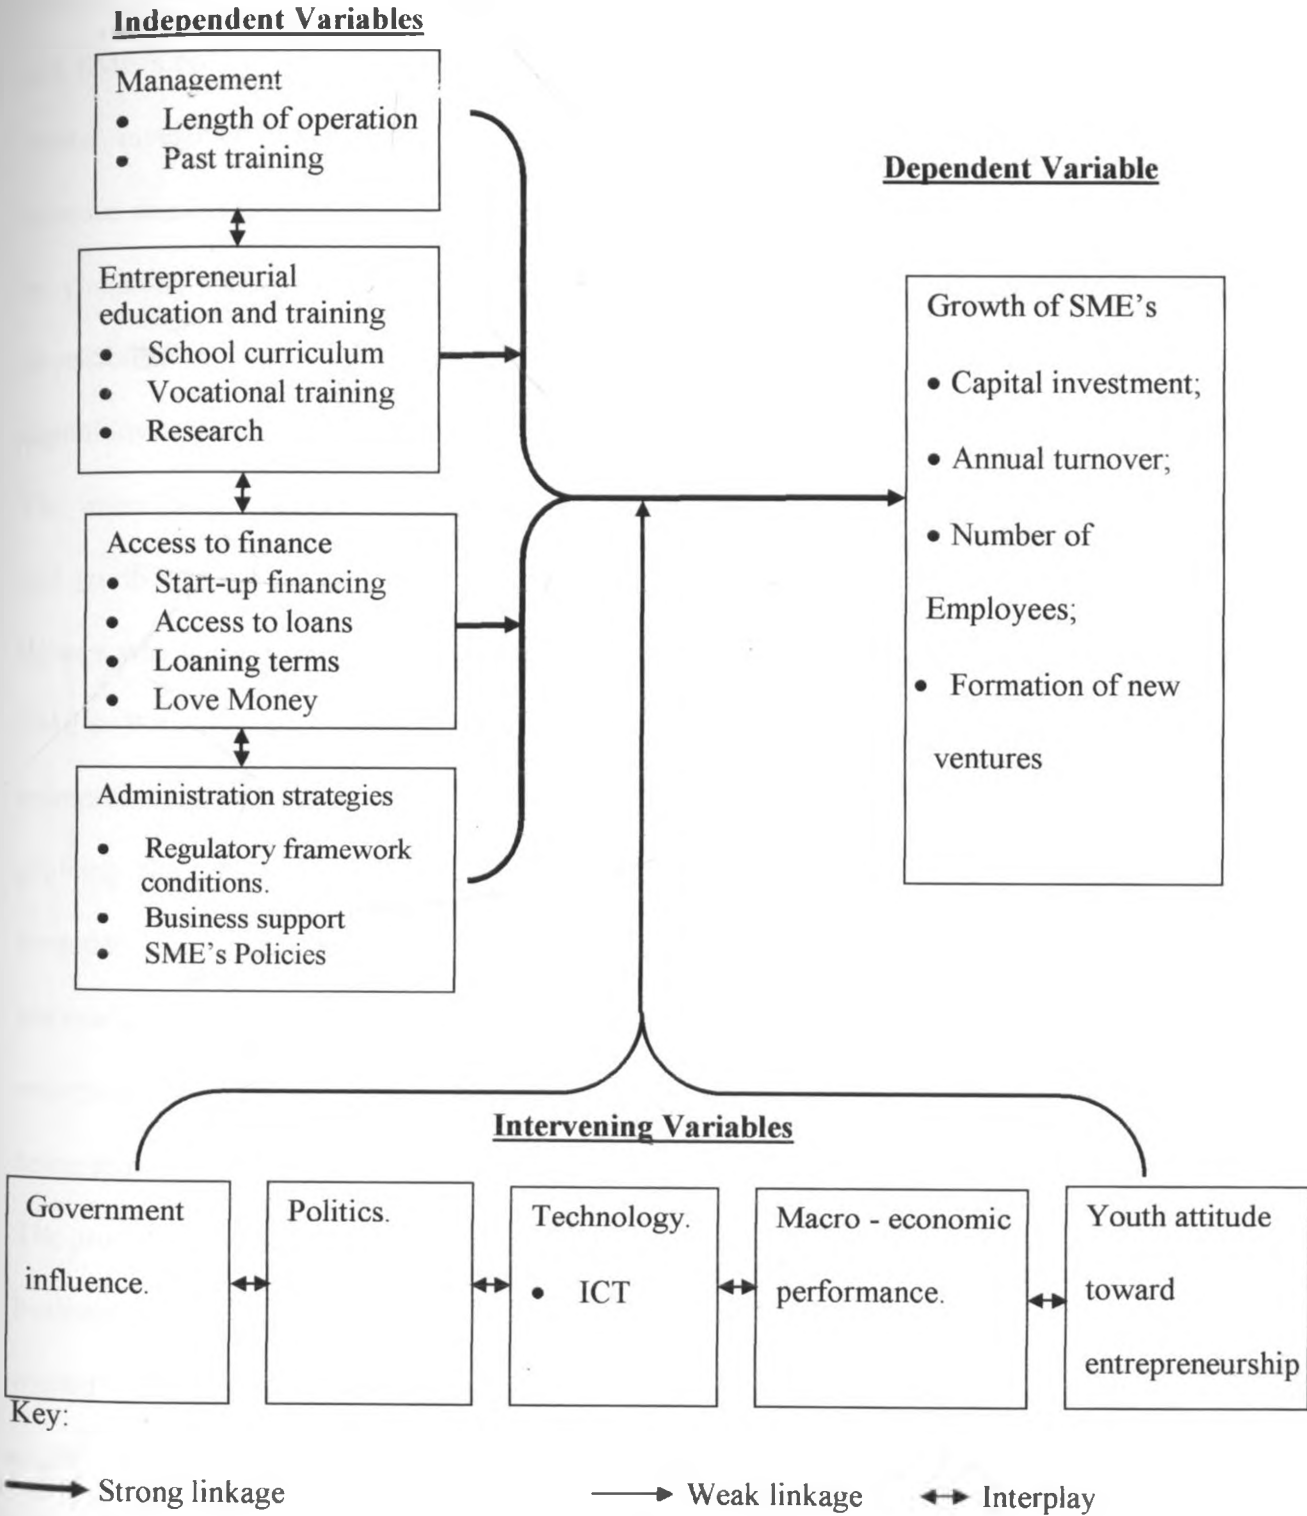 Independent Variables
Management
• Length of operation
• Past training
Entrepreneurial
education and training
• School curriculum
• Vocational training
• Research
Access to finance
• Start-up financing
• Access to loans
• Loaning terms
• Love Money
Administration strategies
• Regulatory framework
conditions.
• Business support
• SME's Policies
Dependent Variable
Growth of SME's
• Capital investment;
• Annual turnover;
• Number of
Employees;
• Formation of new
ventures
Intervening Variables
Government
influence.
Politics.
Technology.
• ICT
Macro - economic
performance.
Youth attitude
toward
entrepreneurship
Key:
Strong linkage
Weak linkage
Interplay